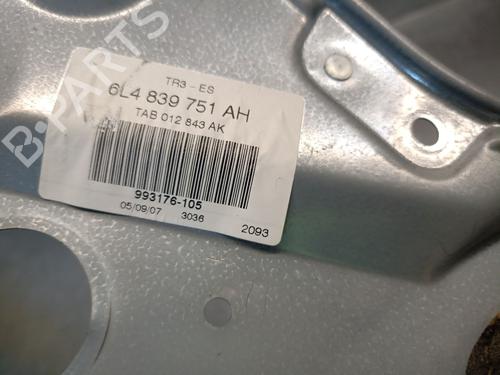 TR3 - ES
6L4 839 751 AH
TAB 012 843 AK
993176-105
05/09/07 3036
2093
B-PARTS